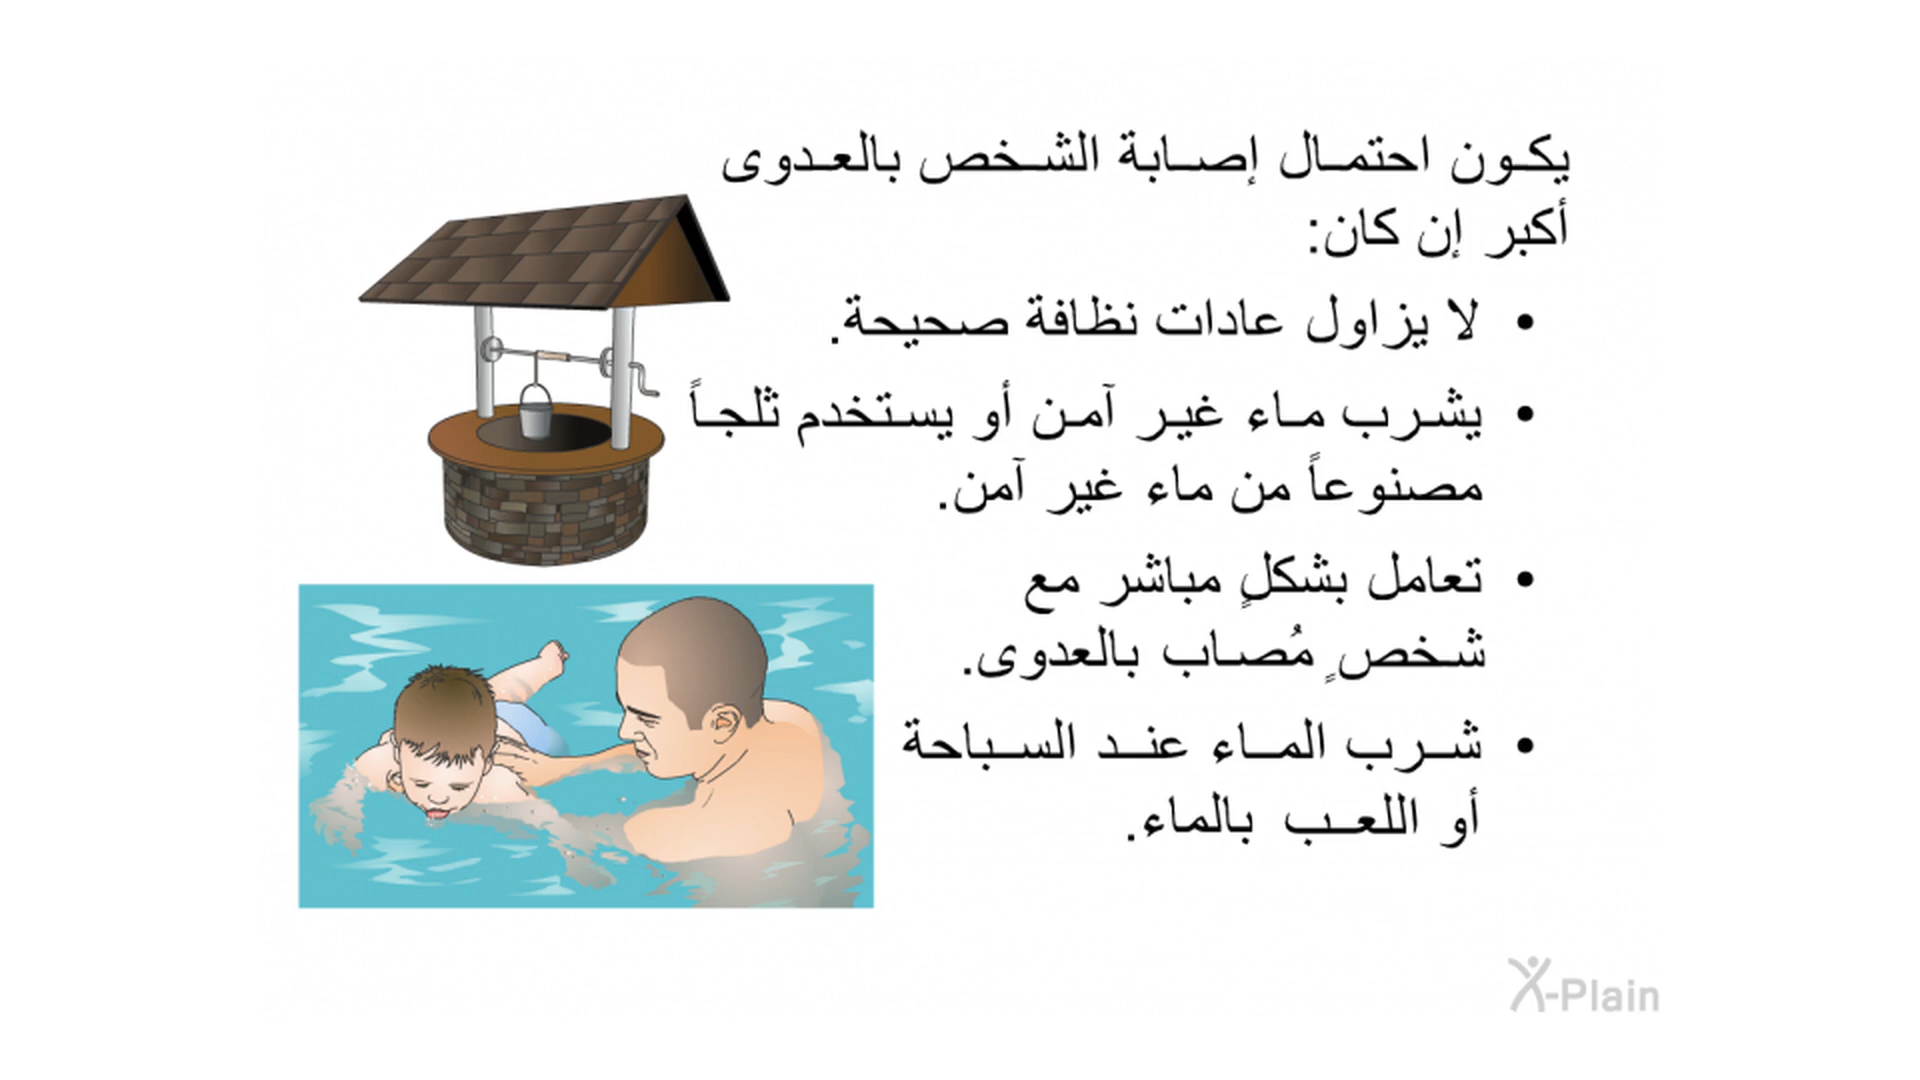 يكون احتمال إصابة الشخص بالعدوى
أكبر إن كان:
• لا يزاول عادات نظافة صحيحة.
• يشرب ماء غير آمن أو يستخدم ثلجاً
مصنوعاً من ماء غير آمن.
• تعامل بشكلٍ مباشر مع
شخصٍ مُصاب بالعدوى.
• شرب الماء عند السباحة
أو اللعب بالماء.
X-Plain